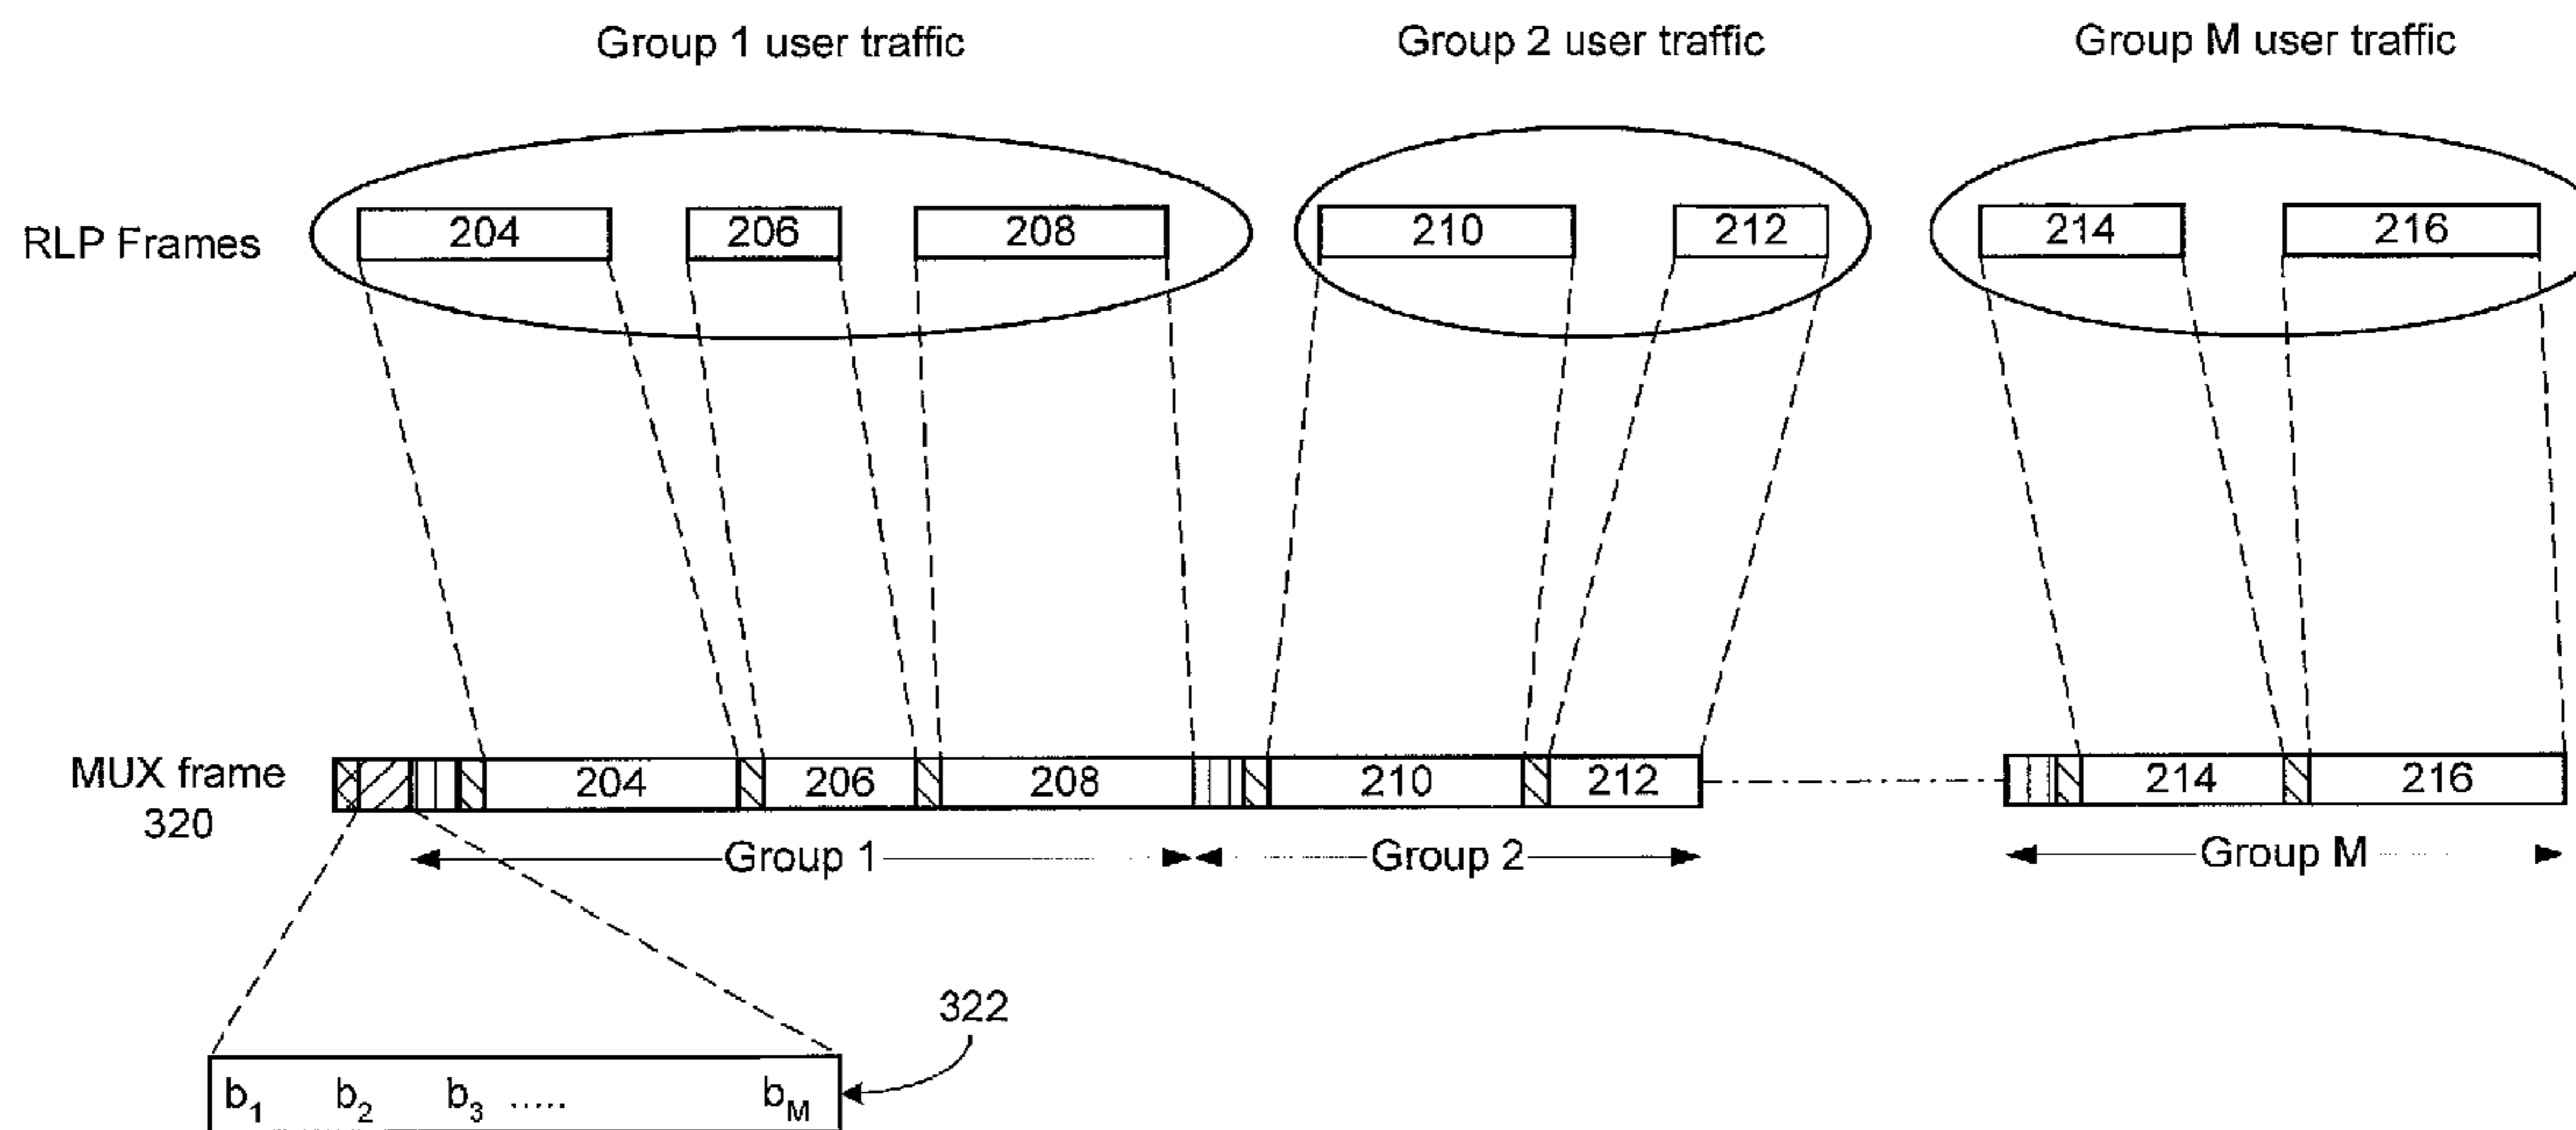 Group 1 user traffic
Group 2 user traffic
Group M user traffic
RLP Frames
204
206
208
210
212
214
216
MUX frame
320
204
206
208
210
212
214
216
Group 1
Group 2
Group M
322
b1 b2 b3 ..... bM